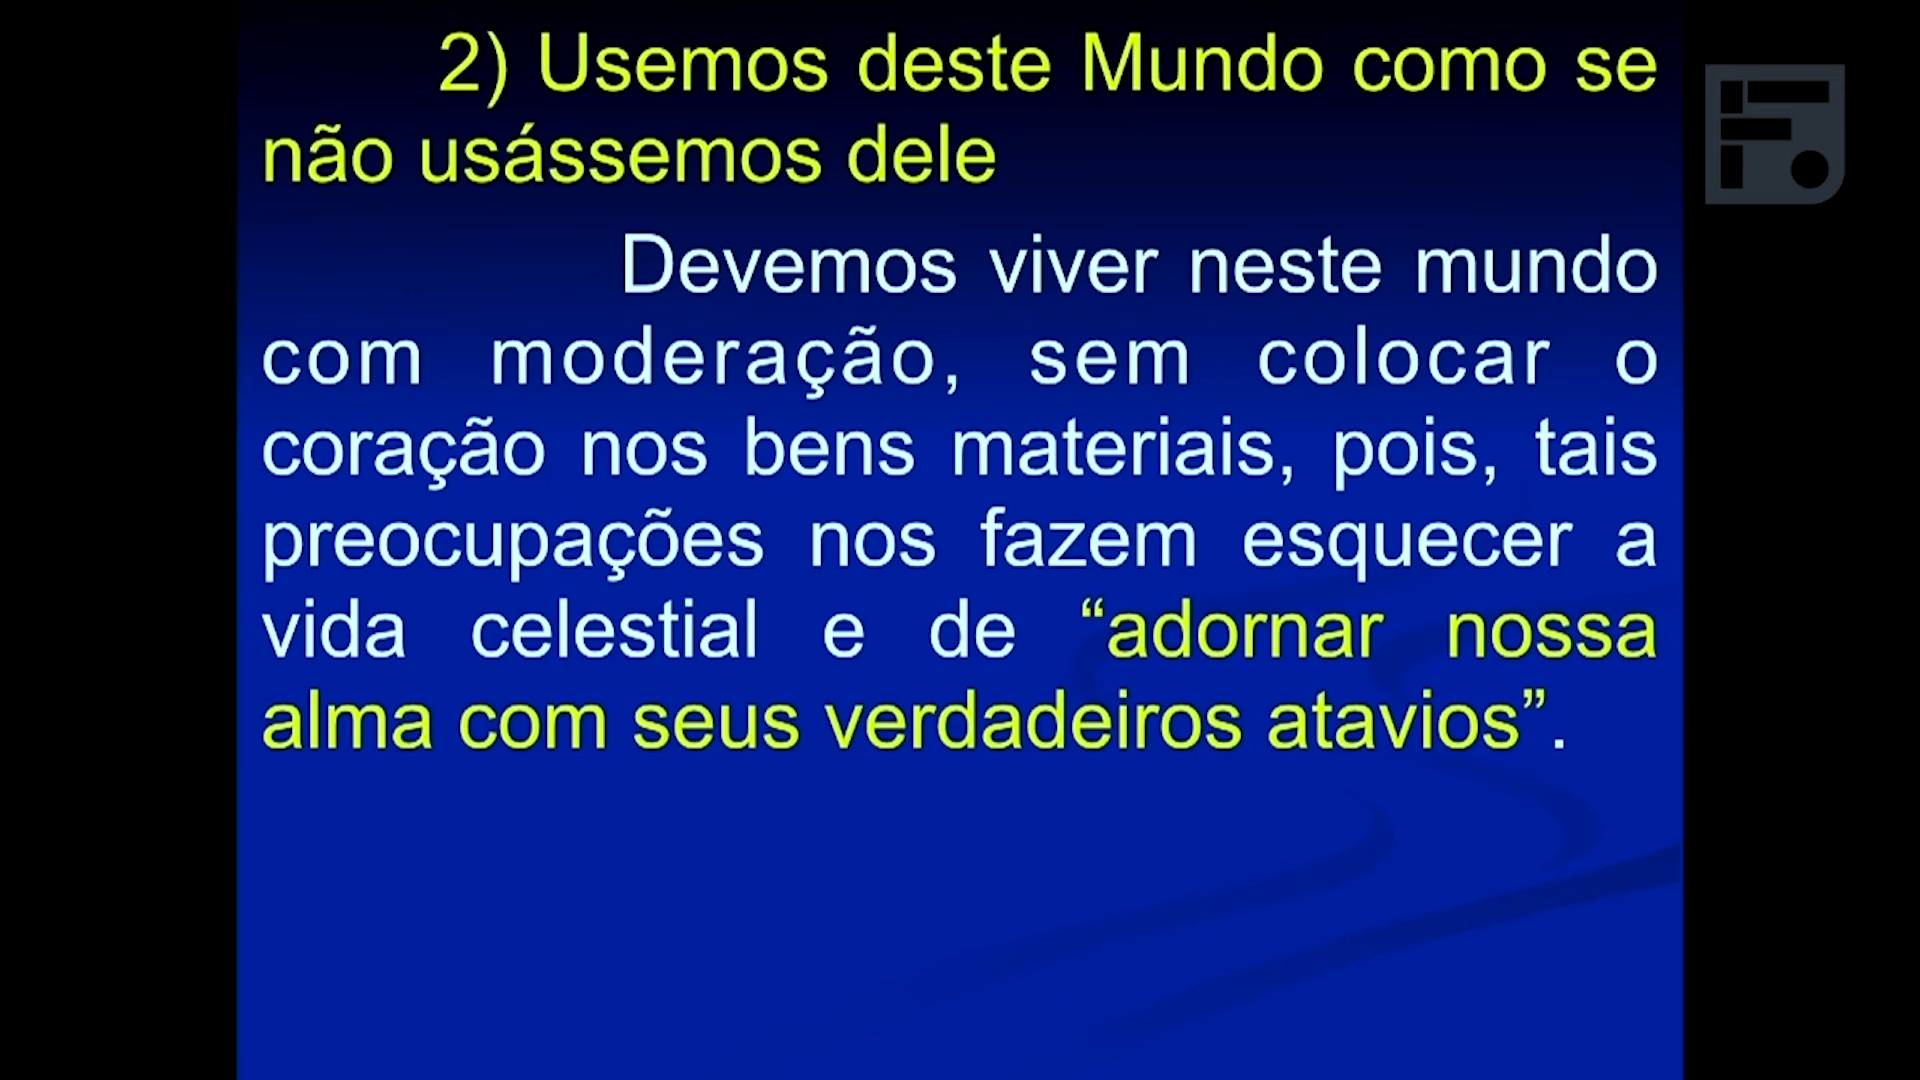 2) Usemos deste Mundo como se
não usássemos dele
Devemos viver neste mundo
com moderação, sem colocar o
coração nos bens materiais, pois, tais
preocupações nos fazem esquecer a
vida celestial e de “adornar nossa
alma com seus verdadeiros atavios”.